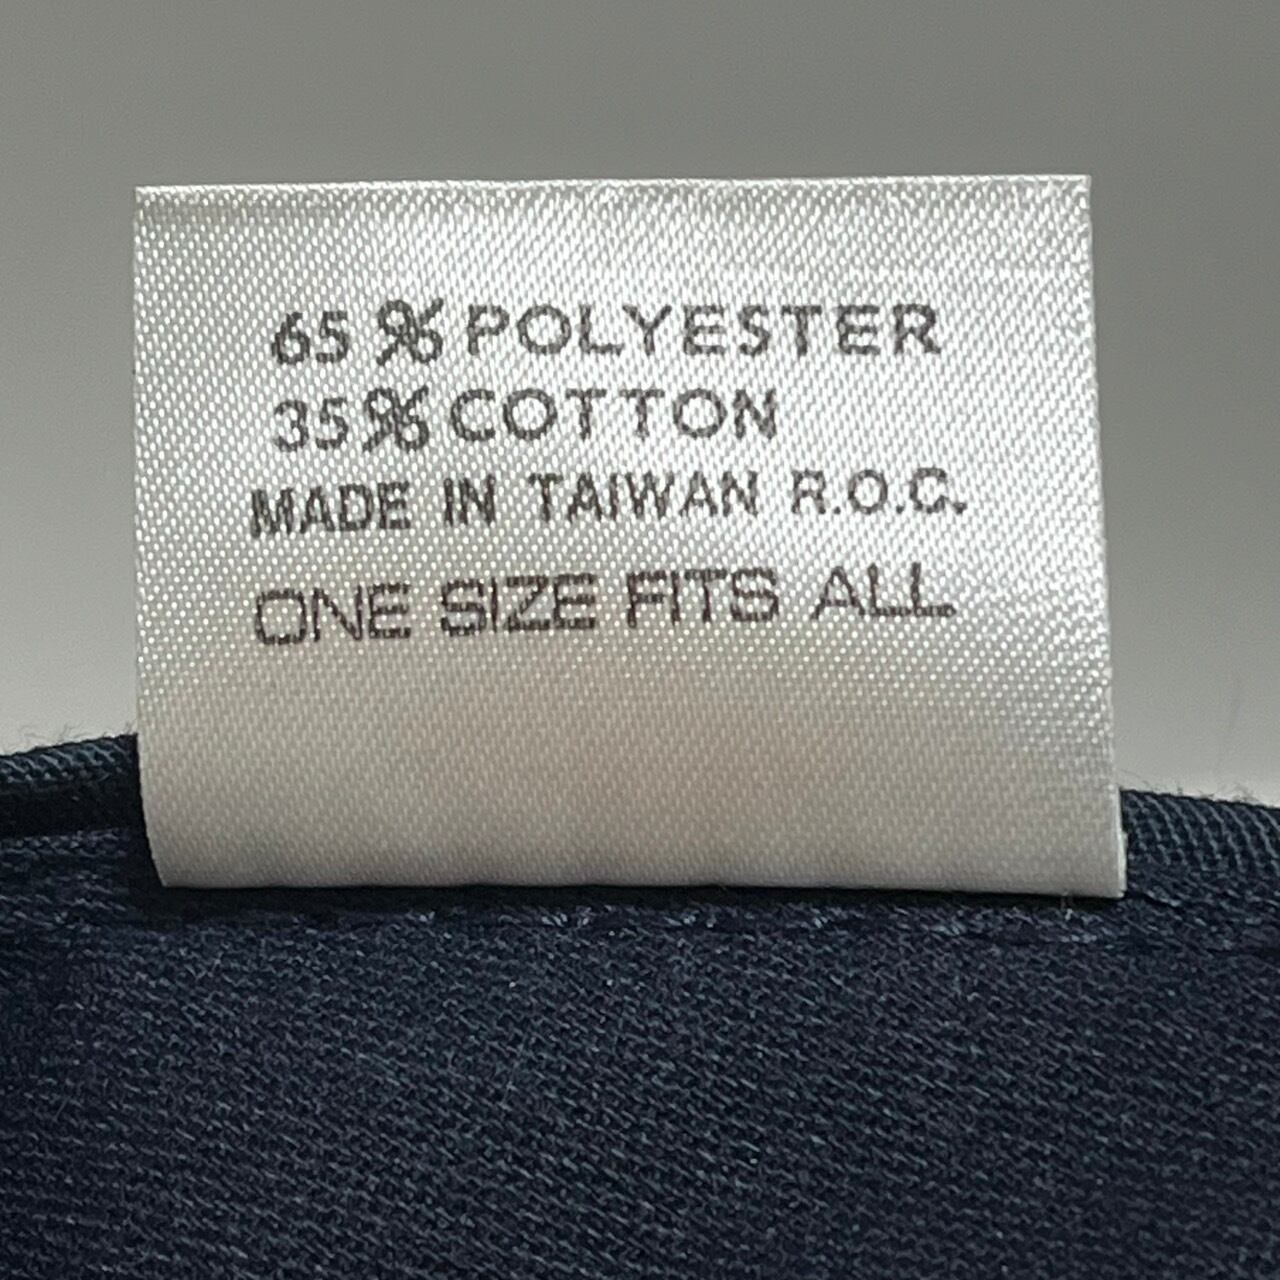 65 % POLYESTER
35% COTTON
MADE IN TAIWAN R.O.C.
ONE SIZE FITS ALL